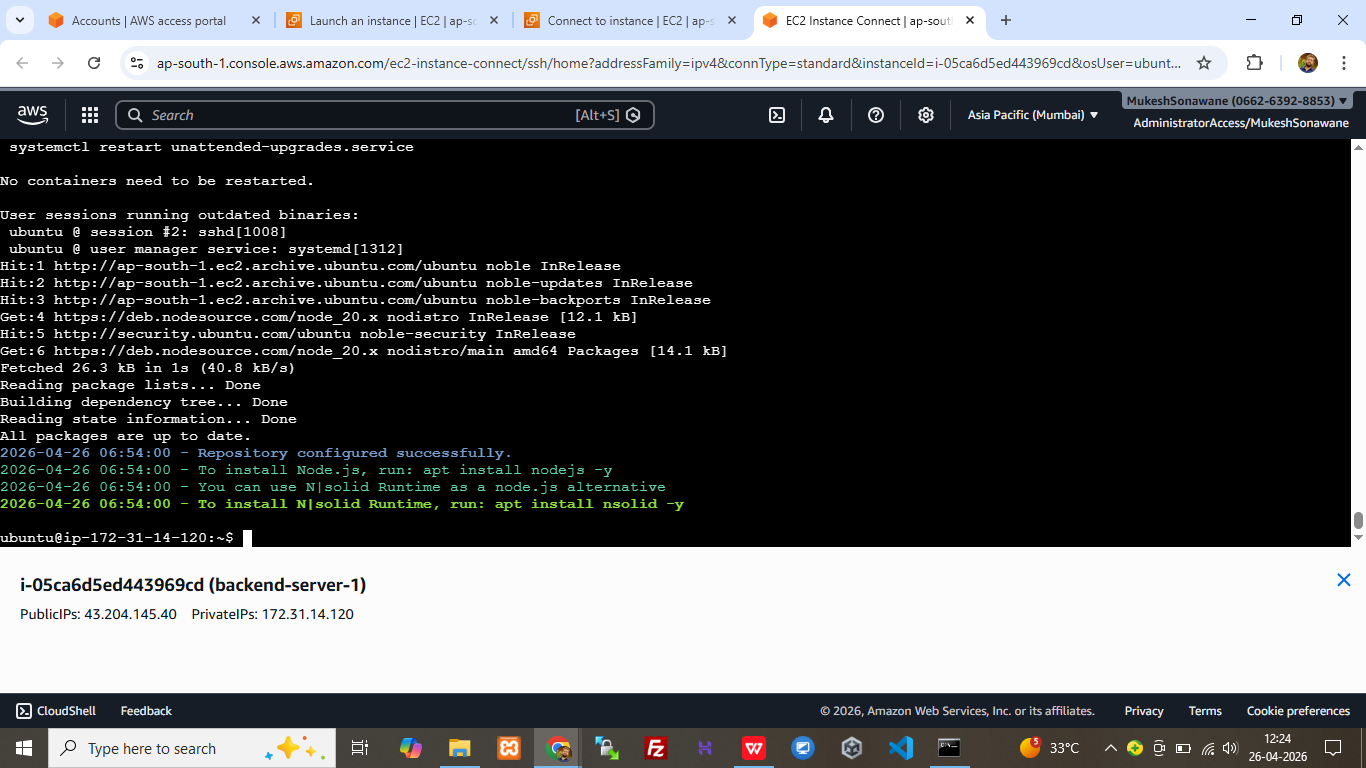 Accounts | AWS access portal
Launch an instance | EC2 | ap-sc
Connect to instance | EC2 | ap-s
EC2 Instance Connect | ap-sout
ap-south-1.console.aws.amazon.com/ec2-instance-connect/ssh/home?addressFamily=ipv4&connType=standard&instanceId=i-05ca6d5ed443969cd&osUser=ubunt...
aws
Search
[Alt+S]
Asia Pacific (Mumbai)
MukeshSonawane (0662-6392-8853)
AdministratorAccess/MukeshSonawane
systemctl restart unattended-upgrades.service
No containers need to be restarted.
User sessions running outdated binaries:
ubuntu @ session #2: sshd[1008]
ubuntu @ user manager service: systemd[1312]
Hit:1 http://ap-south-1.ec2.archive.ubuntu.com/ubuntu noble InRelease
Hit:2 http://ap-south-1.ec2.archive.ubuntu.com/ubuntu noble-updates InRelease
Hit:3 http://ap-south-1.ec2.archive.ubuntu.com/ubuntu noble-backports InRelease
Get:4 https://deb.nodesource.com/node_20.x nodistro InRelease [12.1 kB]
Hit:5 http://security.ubuntu.com/ubuntu noble-security InRelease
Get:6 https://deb.nodesource.com/node_20.x nodistro/main amd64 Packages [14.1 kB]
Fetched 26.3 kB in 1s (40.8 kB/s)
Reading package lists... Done
Building dependency tree... Done
Reading state information... Done
All packages are up to date.
2026-04-26 06:54:00 - Repository configured successfully.
2026-04-26 06:54:00 - To install Node.js, run: apt install nodejs -y
2026-04-26 06:54:00 - You can use N|solid Runtime as a node.js alternative
2026-04-26 06:54:00 - To install N|solid Runtime, run: apt install nsolid -y
ubuntu@ip-172-31-14-120:~$
i-05ca6d5ed443969cd (backend-server-1)
PublicIPs: 43.204.145.40 PrivateIPs: 172.31.14.120
CloudShell
Feedback
© 2026, Amazon Web Services, Inc. or its affiliates.
Privacy
Terms
Cookie preferences
Type here to search
5
33°C
12:24
26-04-2026